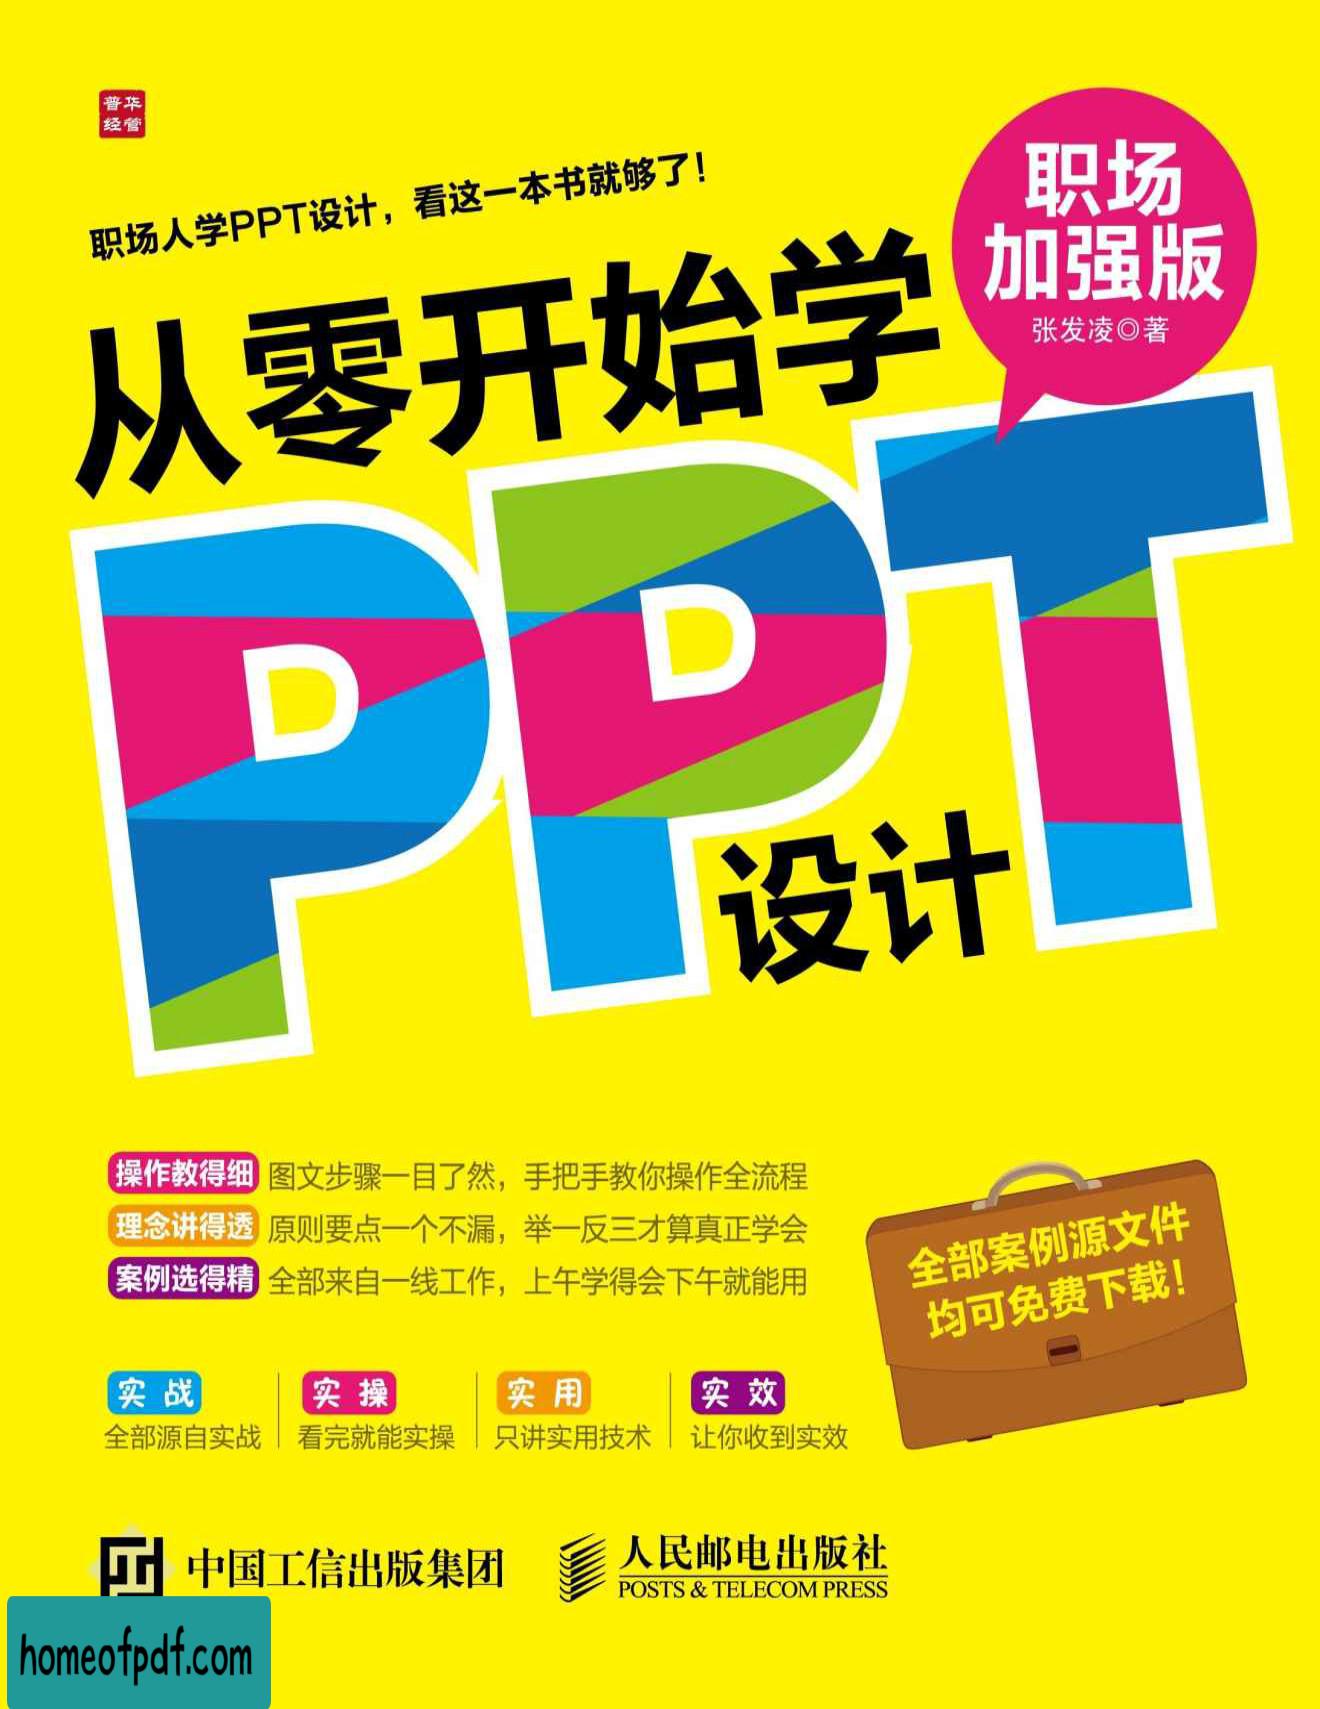 普华
经管
职场人学PPT设计，看这一本书就够了！
职场
加强版
张发凌◎著
从零开始学
PPT
设计
操作教得细 图文步骤一目了然，手把手教你操作全流程
理念讲得透 原则要点一个不漏，举一反三才算真正学会
案例选得精 全部来自一线工作，上午学得会下午就能用
全部案例源文件
均可免费下载！
实战 实操 实用 实效
全部源自实战 看完就能实操 只讲实用技术 让你收到实效
中国工信出版集团 人民邮电出版社
POSTS & TELECOM PRESS
homeofpdf.com